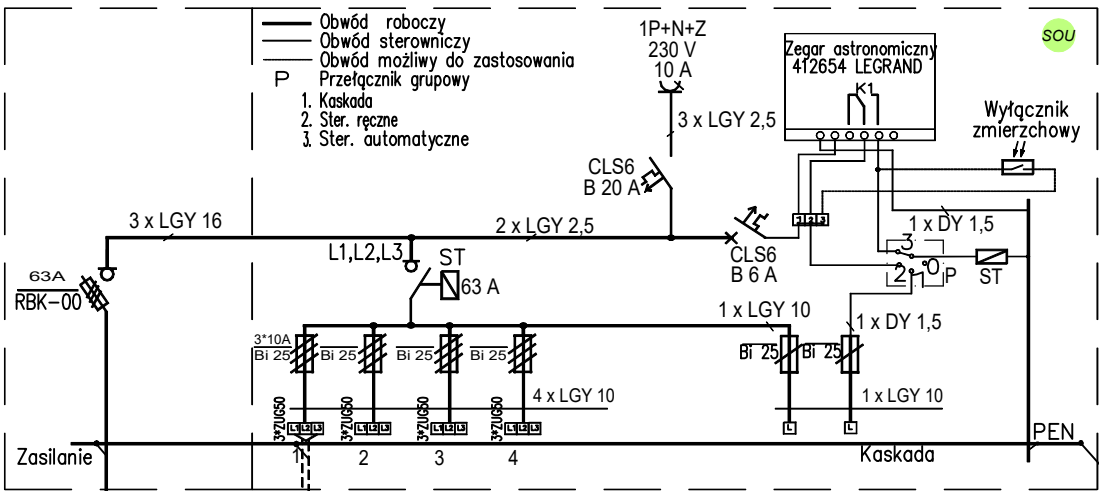 Obwód roboczy
Obwód sterowniczy
Obwód możliwy do zastosowania
P Przełącznik grupowy
1. Kaskada
2. Ster. ręczne
3. Ster. automatyczne
1P+N+Z
230 V
10 A
3 x LGY 2,5
CLS6
B 20 A
Zegar astronomiczny
412654 LEGRAND
K1
SOU
Wyłącznik
zmierzchowy
3 x LGY 16
2 x LGY 2,5
1 2 3
1 x DY 1,5
CLS6
B 6 A
3
2
0
P
ST
L1,L2,L3
ST
63 A
63A
RBK-00
1 x LGY 10
1 x DY 1,5
3*10A
Bi 25
Bi 25
Bi 25
Bi 25
Bi 25
Bi 25
4 x LGY 10
1 x LGY 10
3*ZUG50
L1 L2 L3
3*ZUG50
L1 L2 L3
3*ZUG50
L1 L2 L3
3*ZUG50
L1 L2 L3
L
L
PEN
Zasilanie
1
2
3
4
Kaskada